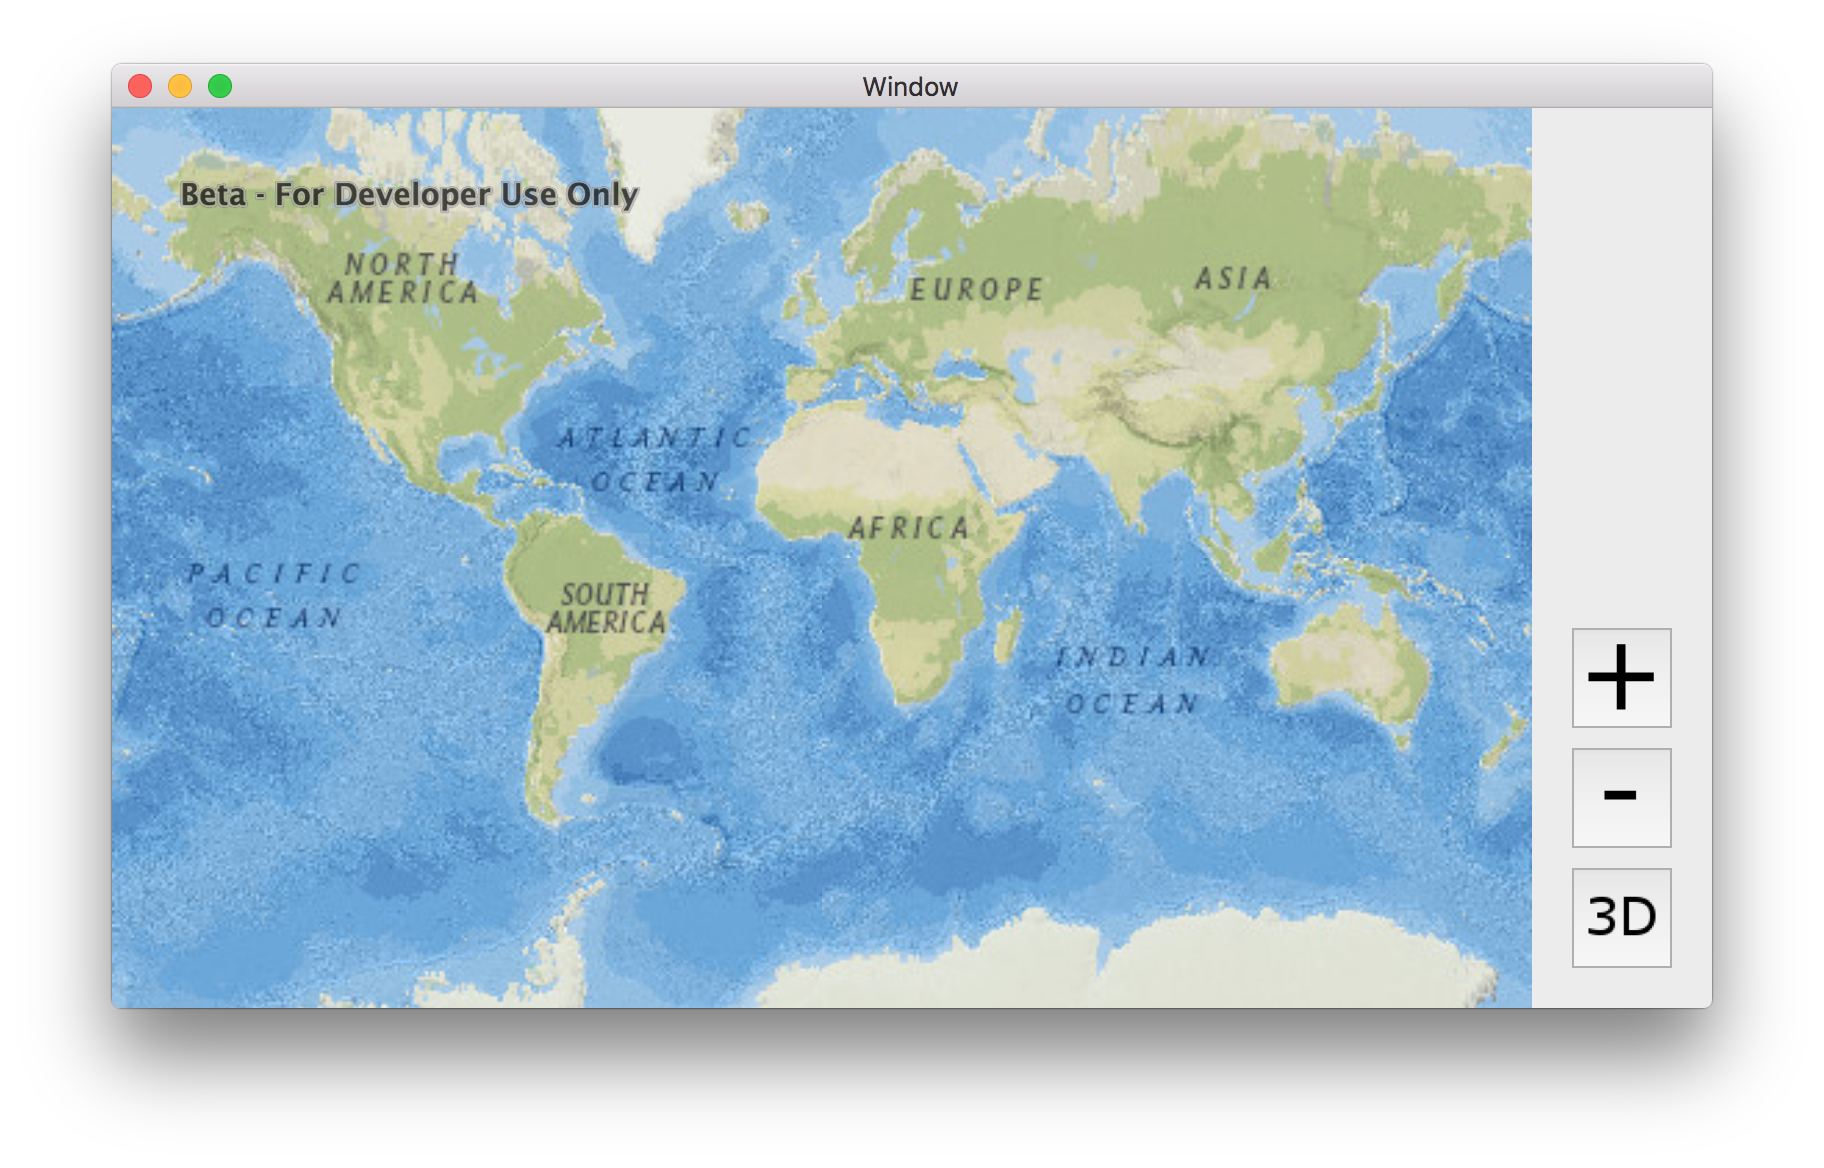 Window
Beta - For Developer Use Only
NORTH
AMERICA
EUROPE
ASIA
ATLANTIC
OCEAN
AFRICA
PACIFIC
OCEAN
SOUTH
AMERICA
INDIAN
OCEAN
+
-
3D